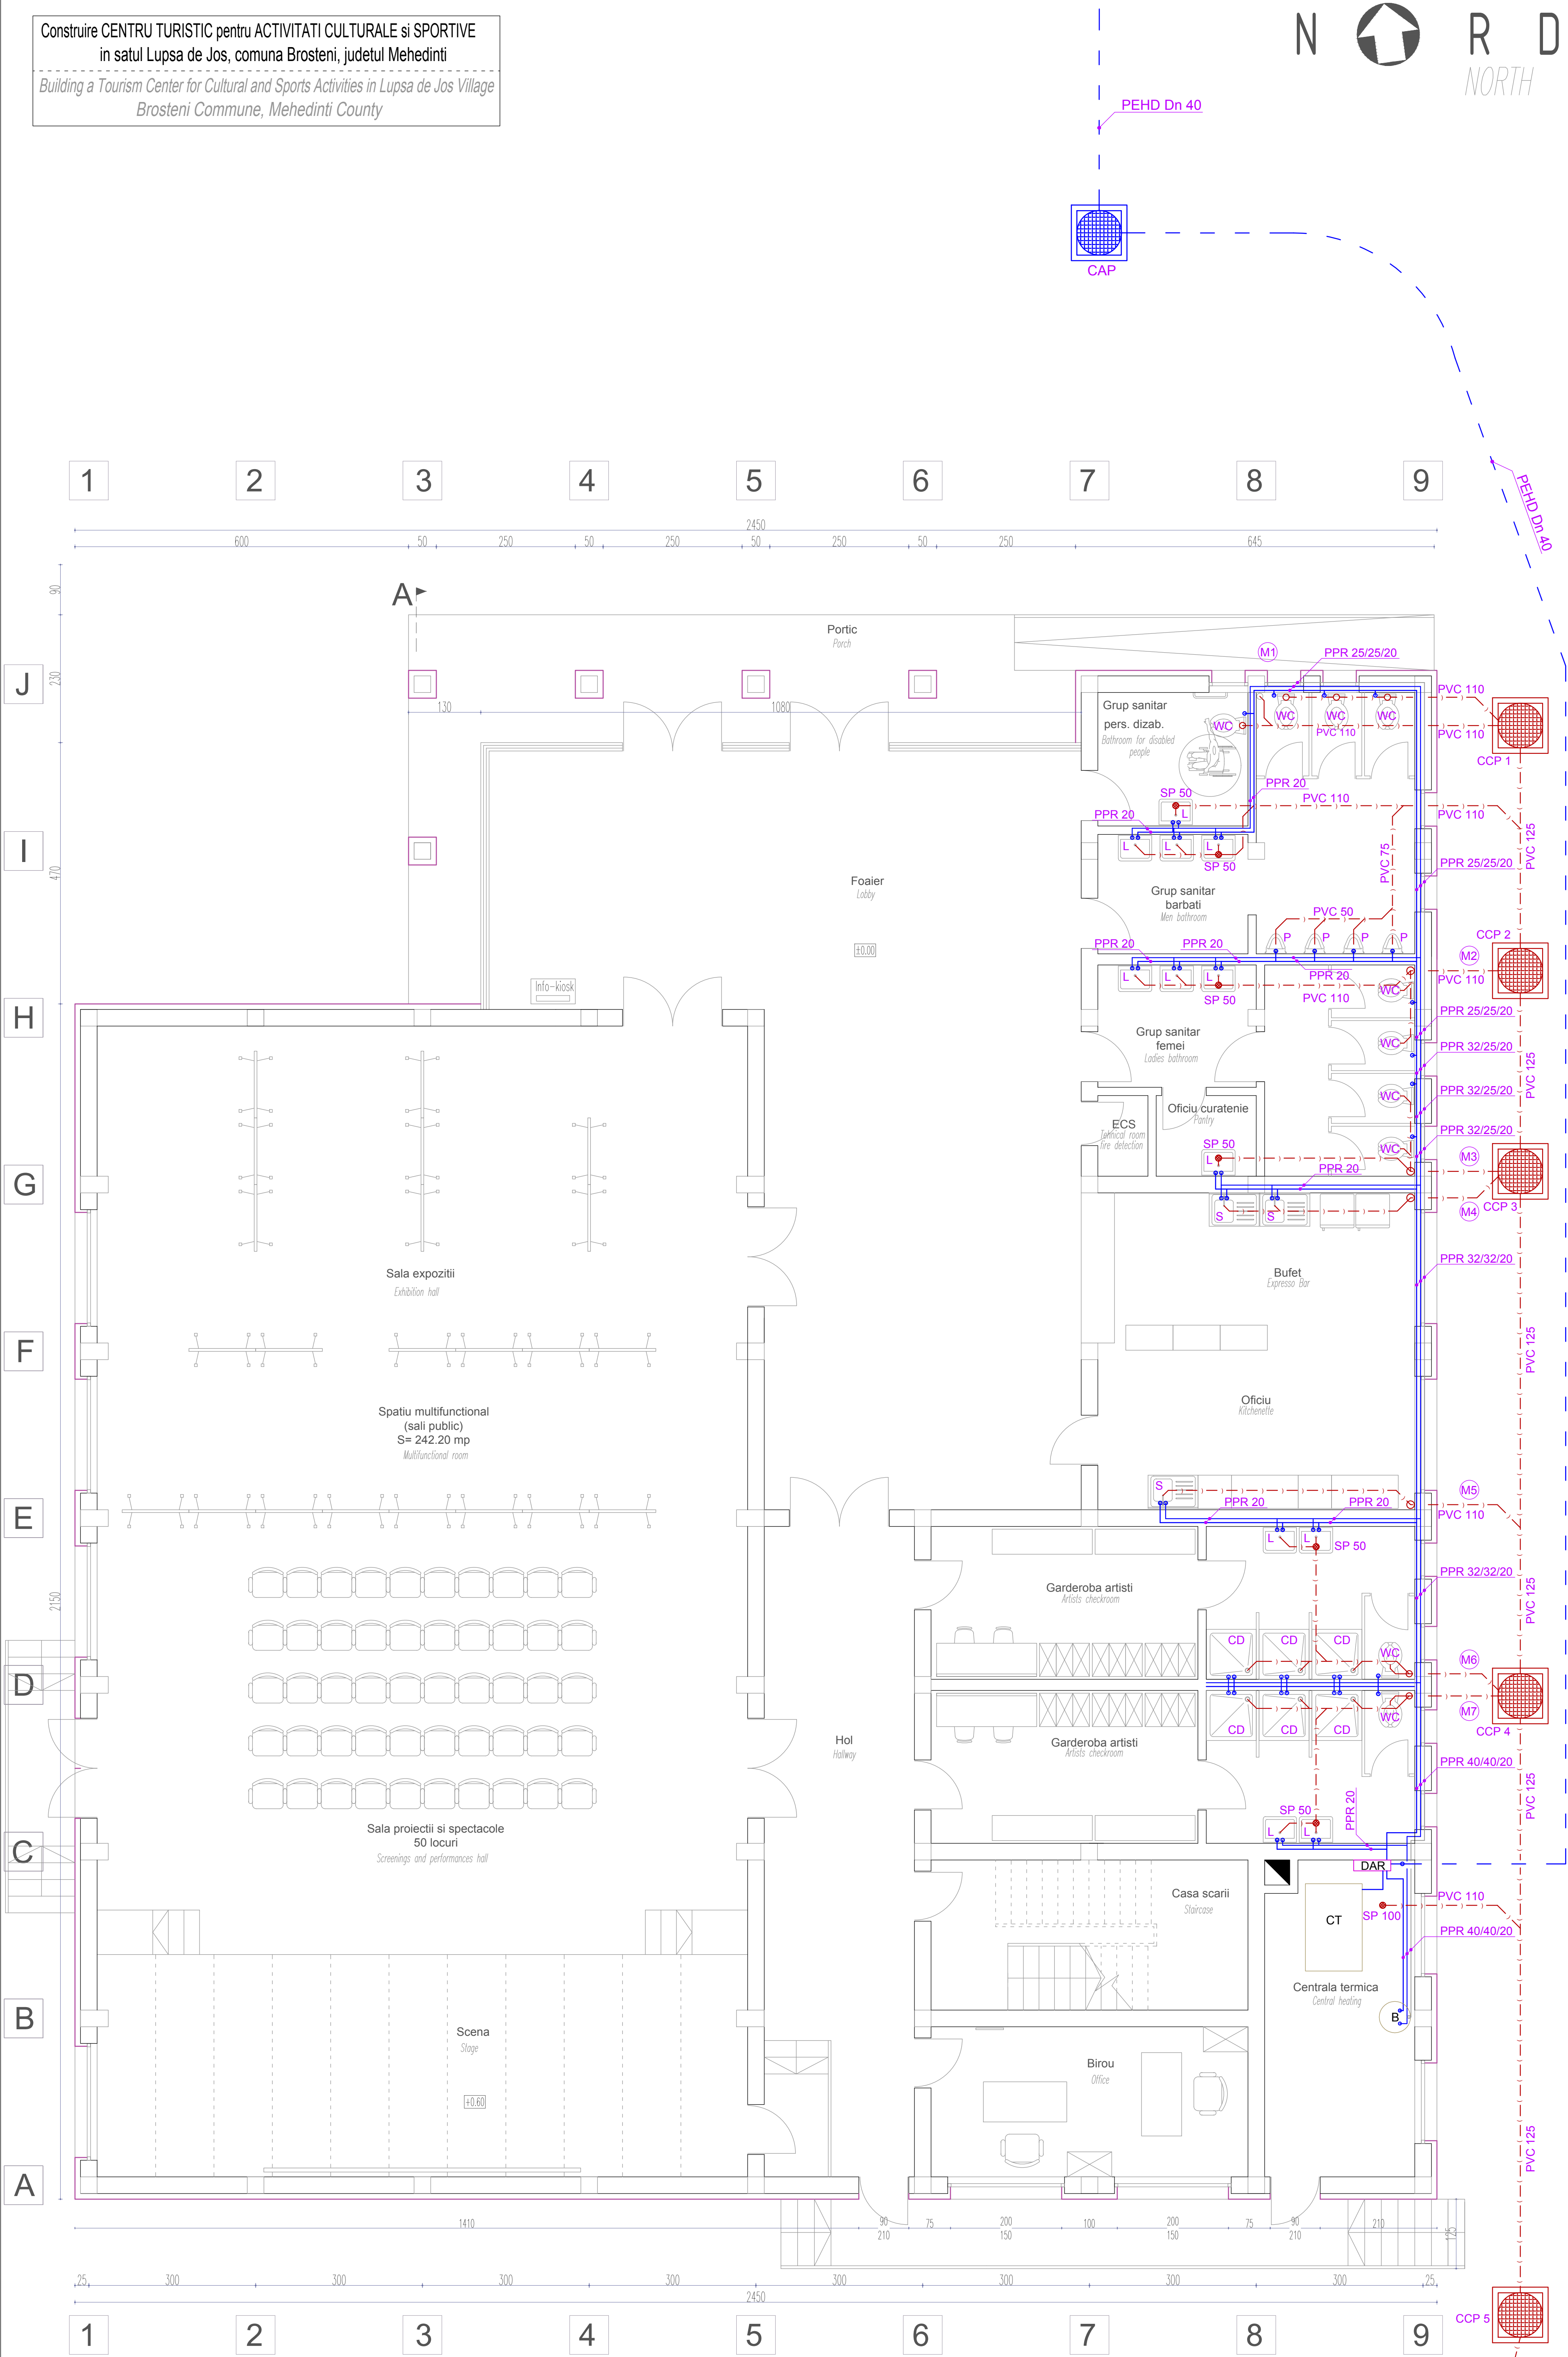 Construire CENTRU TURISTIC pentru ACTIVITATI CULTURALE si SPORTIVE
in satul Lupsa de Jos, comuna Brosteni, judetul Mehedinti
Building a Tourism Center for Cultural and Sports Activities in Lupsa de Jos Village
Brosteni Commune, Mehedinti County
N O R D
NORTH
PEHD Dn 40
CAP
PEHD Dn 40
1 2 3 4 5 6 7 8 9
2450
600 50 250 50 250 50 250 50 250 645
90
A
Portic
Porch
M1
PPR 25/25/20
J
230
130
1080
Grup sanitar
pers. dizab.
Bathroom for disabled
people
WC
WC
WC
WC
PVC 110
PVC 110
PVC 110
CCP 1
SP 50
L
PPR 20
PVC 110
PVC 110
PPR 20
I
470
L
L
L
SP 50
PVC 75
PVC 125
PPR 25/25/20
Foaier
Lobby
Grup sanitar
barbati
Men bathroom
PVC 50
P
P
P
P
±0.00
PPR 20
PPR 20
PPR 20
CCP 2
M2
PVC 110
Info-kiosk
L
L
L
SP 50
PVC 110
WC
H
PPR 25/25/20
Grup sanitar
femei
Ladies bathroom
WC
PPR 32/25/20
PVC 125
WC
PPR 32/25/20
Oficiu curatenie
Pantry
ECS
Tehnical room
fire detection
PPR 32/25/20
SP 50
L
WC
M3
G
PPR 20
S
S
M4
CCP 3
Sala expozitii
Exhibition hall
Bufet
Expresso Bar
PPR 32/32/20
F
PVC 125
Spatiu multifunctional
(sali public)
S= 242.20 mp
Multifunctional room
Oficiu
Kitchenette
S
M5
E
PPR 20
PPR 20
PVC 110
L
L
SP 50
2150
Garderoba artisti
Artists checkroom
PPR 32/32/20
PVC 125
CD
CD
CD
WC
M6
D
CD
CD
CD
WC
M7
CCP 4
Garderoba artisti
Artists checkroom
Hol
Hallway
PPR 40/40/20
PVC 125
SP 50
PPR 20
L
L
Sala proiectii si spectacole
50 locuri
Screenings and performances hall
C
DAR
Casa scarii
Staircase
CT
SP 100
PVC 110
PPR 40/40/20
Centrala termica
Central heating
B
B
Scena
Stage
+0.60
Birou
Office
PVC 125
A
1410
90
210
75
200
150
100
200
150
75
90
210
210
125
25 300 300 300 300 300 300 300 300 25
2450
CCP 5
1 2 3 4 5 6 7 8 9